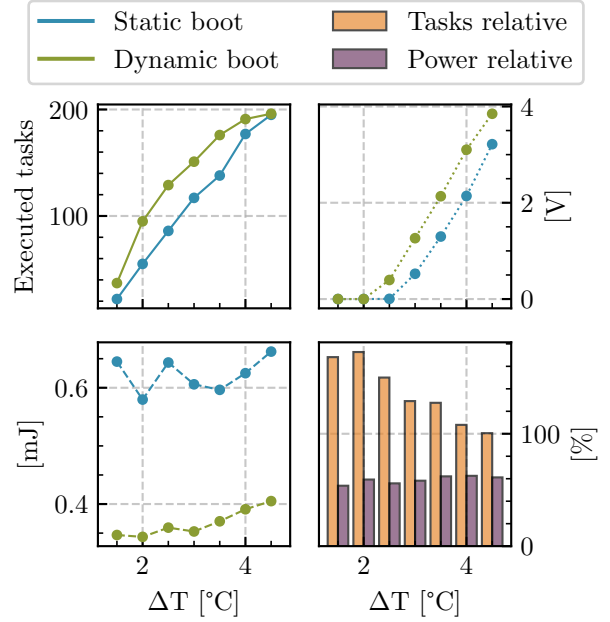 Static boot
Dynamic boot
Tasks relative
Power relative
Executed tasks
200
100
4
2
0
[V]
[mJ]
0.6
0.4
2
4
ΔT [°C]
100
0
[%]
2
4
ΔT [°C]